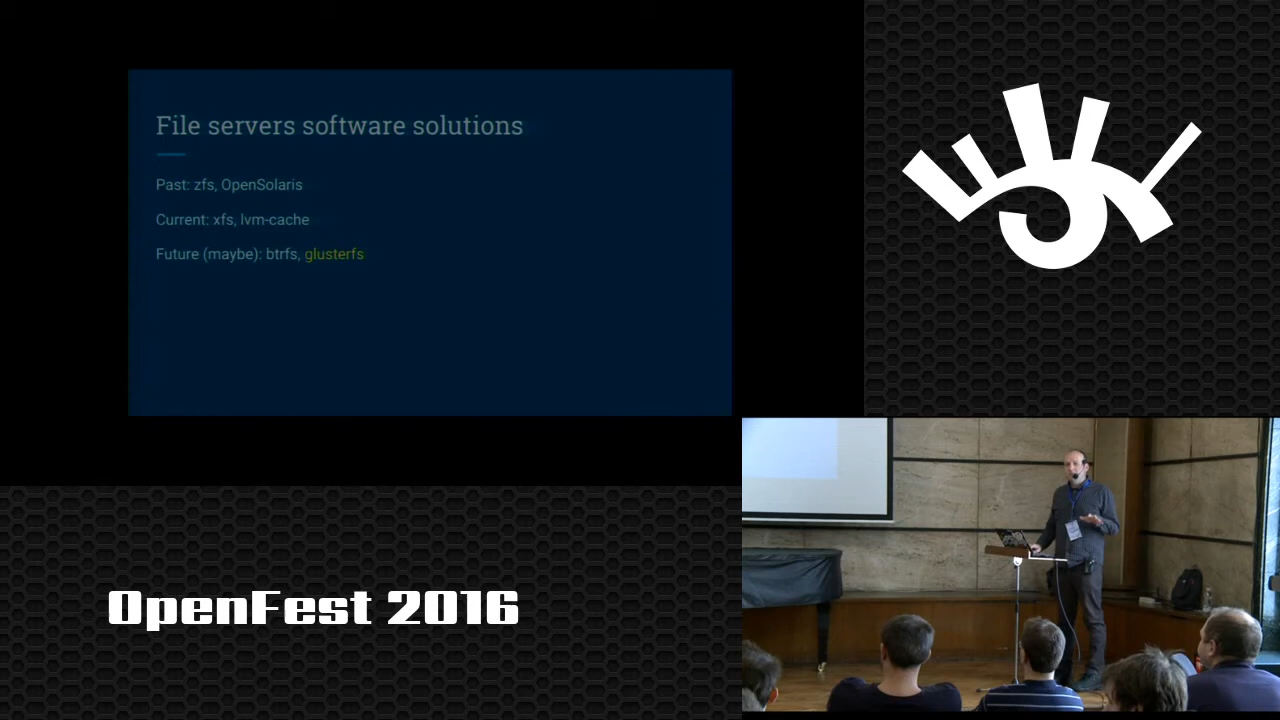 File servers software solutions
Past: zfs, OpenSolaris
Current: xfs, lvm-cache
Future (maybe): btrfs, glusterfs
OpenFest 2016